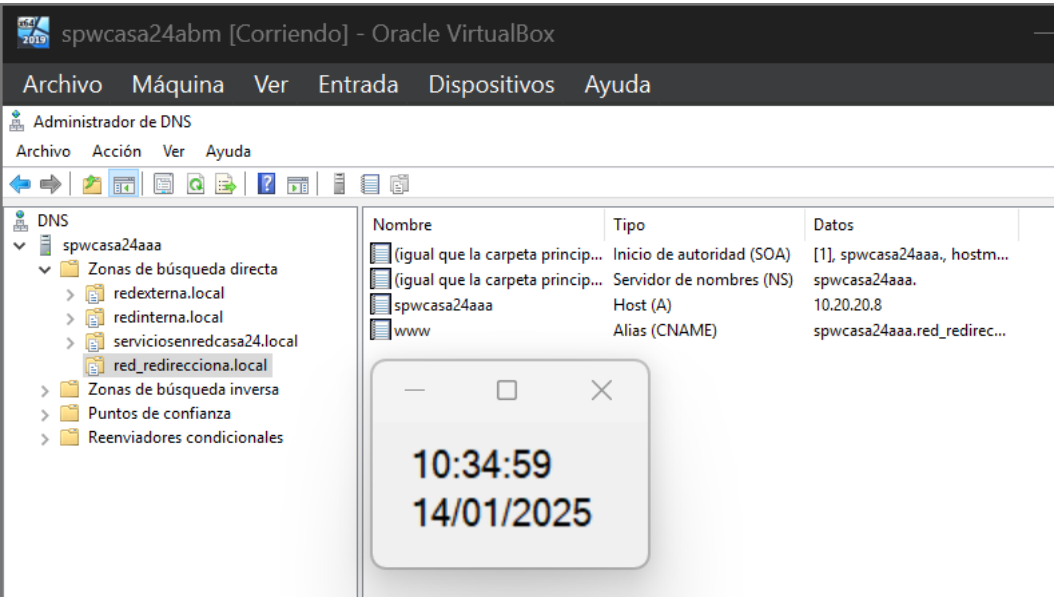 x64
2019
spwcasa24abm [Corriendo] - Oracle VirtualBox
Archivo Máquina Ver Entrada Dispositivos Ayuda
Administrador de DNS
Archivo Acción Ver Ayuda
DNS
spwcasa24aaa
Zonas de búsqueda directa
redexterna.local
redinterna.local
serviciosenredcasa24.local
red_redirecciona.local
Zonas de búsqueda inversa
Puntos de confianza
Reenviadores condicionales
Nombre Tipo Datos
(igual que la carpeta princip... Inicio de autoridad (SOA) [1], spwcasa24aaa., hostm...
(igual que la carpeta princip... Servidor de nombres (NS) spwcasa24aaa.
spwcasa24aaa Host (A) 10.20.20.8
www Alias (CNAME) spwcasa24aaa.red_redirec...
10:34:59
14/01/2025